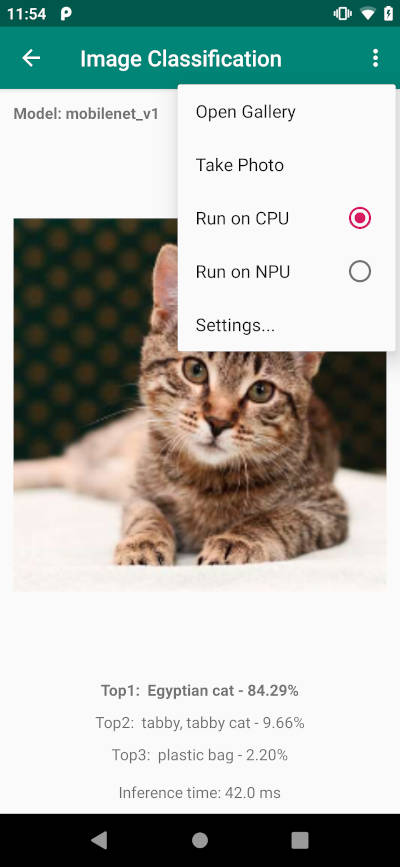 11:54
Image Classification
Model: mobilenet_v1
Open Gallery
Take Photo
Run on CPU
Run on NPU
Settings...
Top1: Egyptian cat - 84.29%
Top2: tabby, tabby cat - 9.66%
Top3: plastic bag - 2.20%
Inference time: 42.0 ms